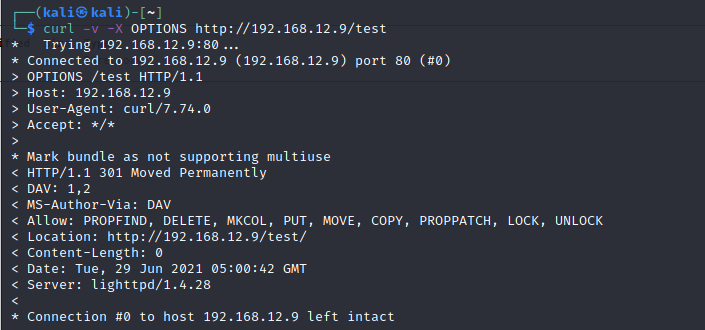 ┌──(kali㉿kali)-[~]
└─$ curl -v -X OPTIONS http://192.168.12.9/test
*   Trying 192.168.12.9:80...
* Connected to 192.168.12.9 (192.168.12.9) port 80 (#0)
> OPTIONS /test HTTP/1.1
> Host: 192.168.12.9
> User-Agent: curl/7.74.0
> Accept: */*
>
* Mark bundle as not supporting multiuse
< HTTP/1.1 301 Moved Permanently
< DAV: 1,2
< MS-Author-Via: DAV
< Allow: PROPFIND, DELETE, MKCOL, PUT, MOVE, COPY, PROPPATCH, LOCK, UNLOCK
< Location: http://192.168.12.9/test/
< Content-Length: 0
< Date: Tue, 29 Jun 2021 05:00:42 GMT
< Server: lighttpd/1.4.28
<
* Connection #0 to host 192.168.12.9 left intact